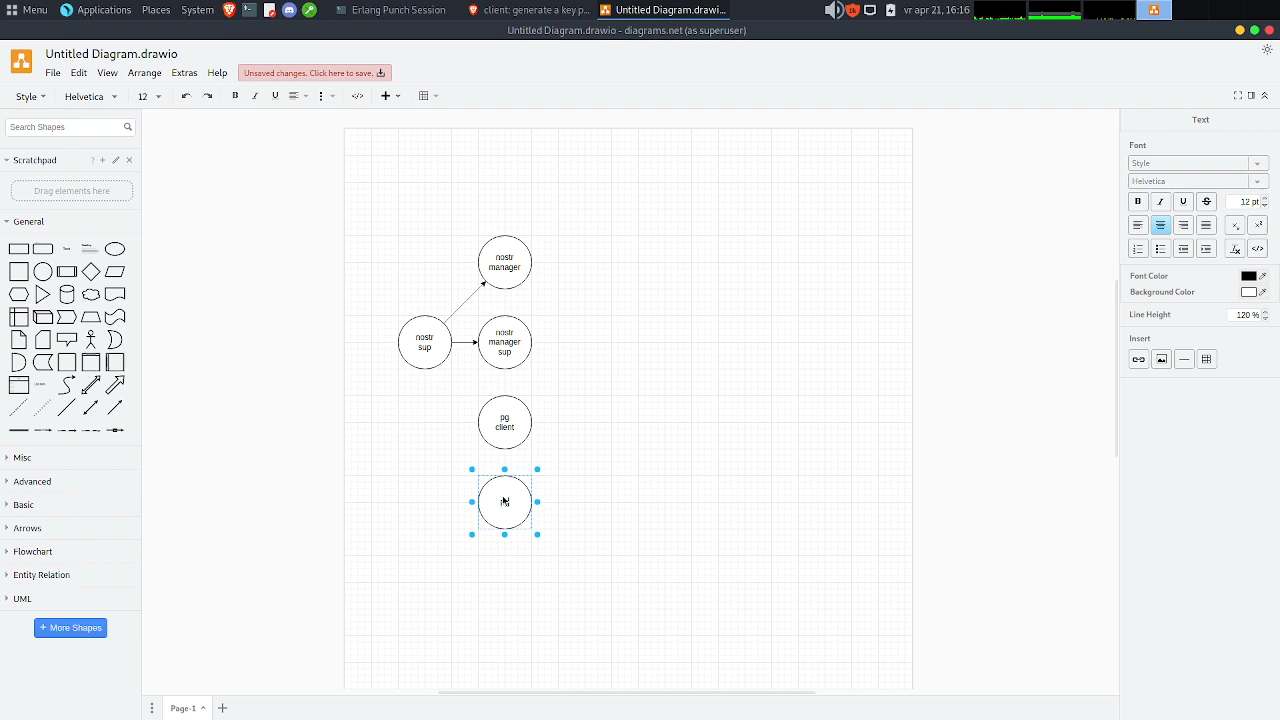 Menu Applications Places System Erlang Punch Session client: generate a key p... Untitled Diagram.drawi... vr apr 21, 16:16
Untitled Diagram.drawio - diagrams.net (as superuser)
Untitled Diagram.drawio
File Edit View Arrange Extras Help Unsaved changes. Click here to save.
Style Helvetica 12 B I U
Search Shapes
Scratchpad ?
Drag elements here
General
Text
Heading
Misc
Advanced
Basic
Arrows
Flowchart
Entity Relation
UML
+ More Shapes
nostr
manager
nostr
sup
nostr
manager
sup
pg
client
Page-1
Text
Font
Style
Helvetica
B I U S 12 pt
Font Color
Background Color
Line Height 120 %
Insert